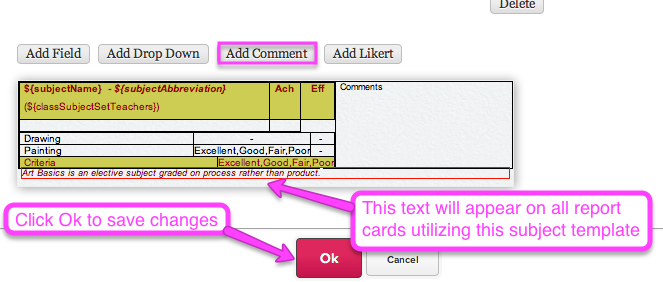 Delete
Add Field Add Drop Down Add Comment Add Likert
${subjectName} - ${subjectAbbreviation} Ach Eff Comments
(${classSubjectSetTeachers})
Drawing - -
Painting Excellent,Good,Fair,Poor -
Criteria Excellent,Good,Fair,Poor
Art Basics is an elective subject graded on process rather than product.
This text will appear on all report
cards utilizing this subject template
Click Ok to save changes
Ok Cancel